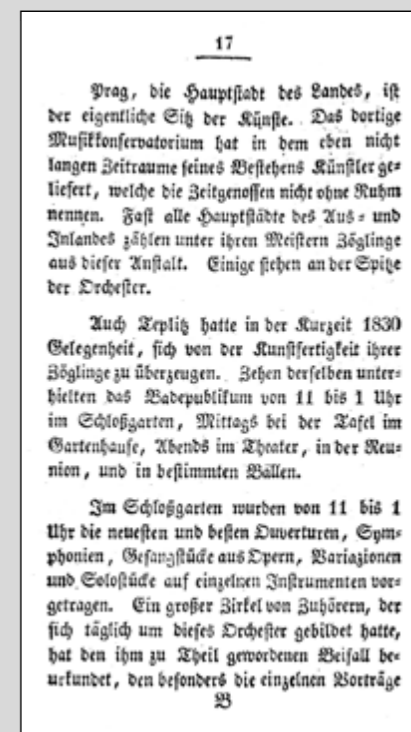 17
Prag, die Hauptstadt des Landes, ist
der eigentliche Sitz der Künste. Das dortige
Musikkonservatorium hat in dem eben nicht
langen Zeitraume seines Bestehens Künstler ge-
liefert, welche die Zeitgenossen nicht ohne Ruhm
nennen. Fast alle Hauptstädte des Aus- und
Inlandes zählen unter ihren Meistern Zöglinge
aus dieser Anstalt. Einige stehen an der Spitze
der Orchester.
Auch Teplitz hatte in der Kurzeit 1830
Gelegenheit, sich von der Kunstfertigkeit ihrer
Zöglinge zu überzeugen. Zehen derselben unter-
hielten das Badepublikum von 11 bis 1 Uhr
im Schloßgarten, Mittags bei der Tafel im
Gartenhause, Abends im Theater, in der Reu-
nion, und in bestimmten Ballen.
Im Schloßgarten wurden von 11 bis 1
Uhr die neuesten und besten Ouverturen, Sym-
phonien, Gesangstücke aus Opern, Variazionen
und Solostücke auf einzelnen Instrumenten vor-
getragen. Ein großer Zirkel von Zuhörern, der
sich täglich um dieses Orchester gebildet hatte,
hat den ihm zu Theil gewordenen Beifall be-
urkundet, den besonders die einzelnen Vorträge
B